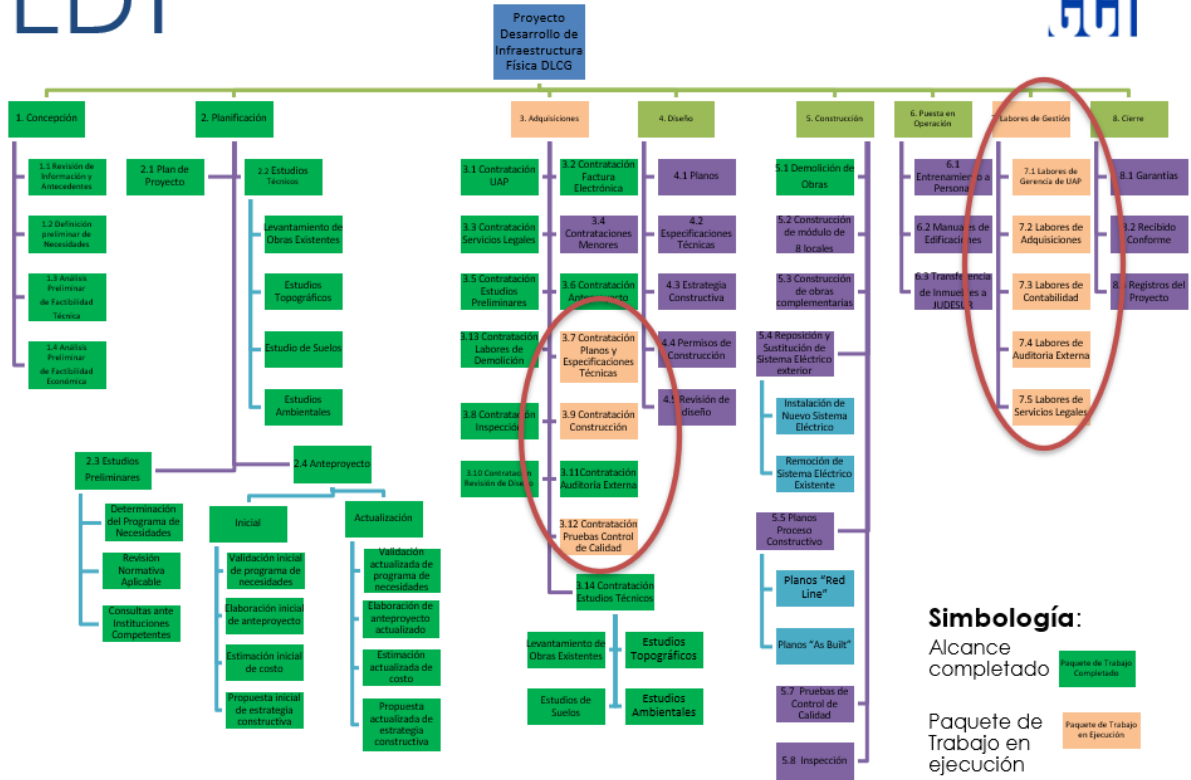 EDT
GCI
Proyecto
Desarrollo de
Infraestructura
Física DLCG
1. Concepción
2. Planificación
3. Adquisiciones
4. Diseño
5. Construcción
6. Puesta en
Operación
7. Labores de Gestión
8. Cierre
1.1 Revisión de
Información y
Antecedentes
1.2 Definición
preliminar de
Necesidades
1.3 Análisis
Preliminar
de Factibilidad
Técnica
1.4 Análisis
Preliminar
de Factibilidad
Económica
2.1 Plan de
Proyecto
2.2 Estudios
Técnicos
Levantamiento de
Obras Existentes
Estudios
Topográficos
Estudio de Suelos
Estudios
Ambientales
2.3 Estudios
Preliminares
Determinación
del Programa de
Necesidades
Revisión
Normativa
Aplicable
Consultas ante
Instituciones
Competentes
2.4 Anteproyecto
Inicial
Validación inicial
de programa de
necesidades
Elaboración inicial
de anteproyecto
Estimación inicial
de costo
Propuesta inicial
de estrategia
constructiva
Actualización
Validación
actualizada de
programa de
necesidades
Elaboración de
anteproyecto
actualizado
Estimación
actualizada de
costo
Propuesta
actualizada de
estrategia
constructiva
3.1 Contratación
UAP
3.2 Contratación
Factura
Electrónica
3.3 Contratación
Servicios Legales
3.4
Contrataciones
Menores
3.5 Contratación
Estudios
Preliminares
3.6 Contratación
Anteproyecto
3.13 Contratación
Labores de
Demolición
3.7 Contratación
Planos y
Especificaciones
Técnicas
3.8 Contratación
Inspección
3.9 Contratación
Construcción
3.10 Contratación
Revisión de Diseño
3.11Contratación
Auditoría Externa
3.12 Contratación
Pruebas Control
de Calidad
3.14 Contratación
Estudios Técnicos
Levantamiento de
Obras Existentes
Estudios
Topográficos
Estudios de
Suelos
Estudios
Ambientales
4.1 Planos
4.2
Especificaciones
Técnicas
4.3 Estrategia
Constructiva
4.4 Permisos de
Construcción
4.5 Revisión de
diseño
5.1 Demolición de
Obras
5.2 Construcción
de módulo de
8 locales
5.3 Construcción
de obras
complementarias
5.4 Reposición y
Sustitución de
Sistema Eléctrico
exterior
Instalación de
Nuevo Sistema
Eléctrico
Remoción de
Sistema Eléctrico
Existente
5.5 Planos
Proceso
Constructivo
Planos "Red
Line"
Planos "As Built"
5.7 Pruebas de
Control de
Calidad
5.8 Inspección
6.1
Entrenamiento a
Personal
6.2 Manuales de
Edificaciones
6.3 Transferencia
de Inmuebles a
JUDESUR
7.1 Labores de
Gerencia de UAP
7.2 Labores de
Adquisiciones
7.3 Labores de
Contabilidad
7.4 Labores de
Auditoria Externa
7.5 Labores de
Servicios Legales
8.1 Garantías
8.2 Recibido
Conforme
8.3 Registros del
Proyecto
Simbología:
Alcance
completado
Paquete de Trabajo
Completado
Paquete de
Trabajo en
ejecución
Paquete de Trabajo
en Ejecución